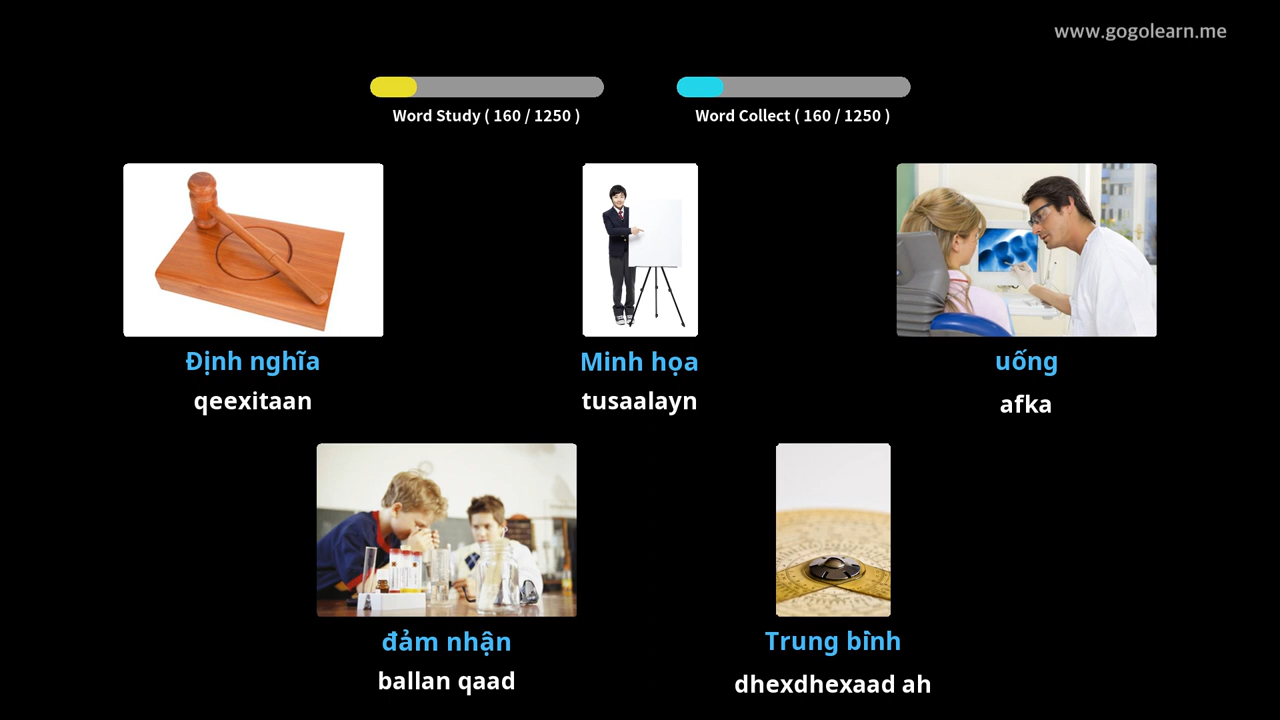 www.gogolearn.me
Word Study ( 160 / 1250 )
Word Collect ( 160 / 1250 )
Định nghĩa
qeexitaan
Minh họa
tusaalayn
uống
afka
đảm nhận
ballan qaad
Trung bình
dhexdhexaad ah